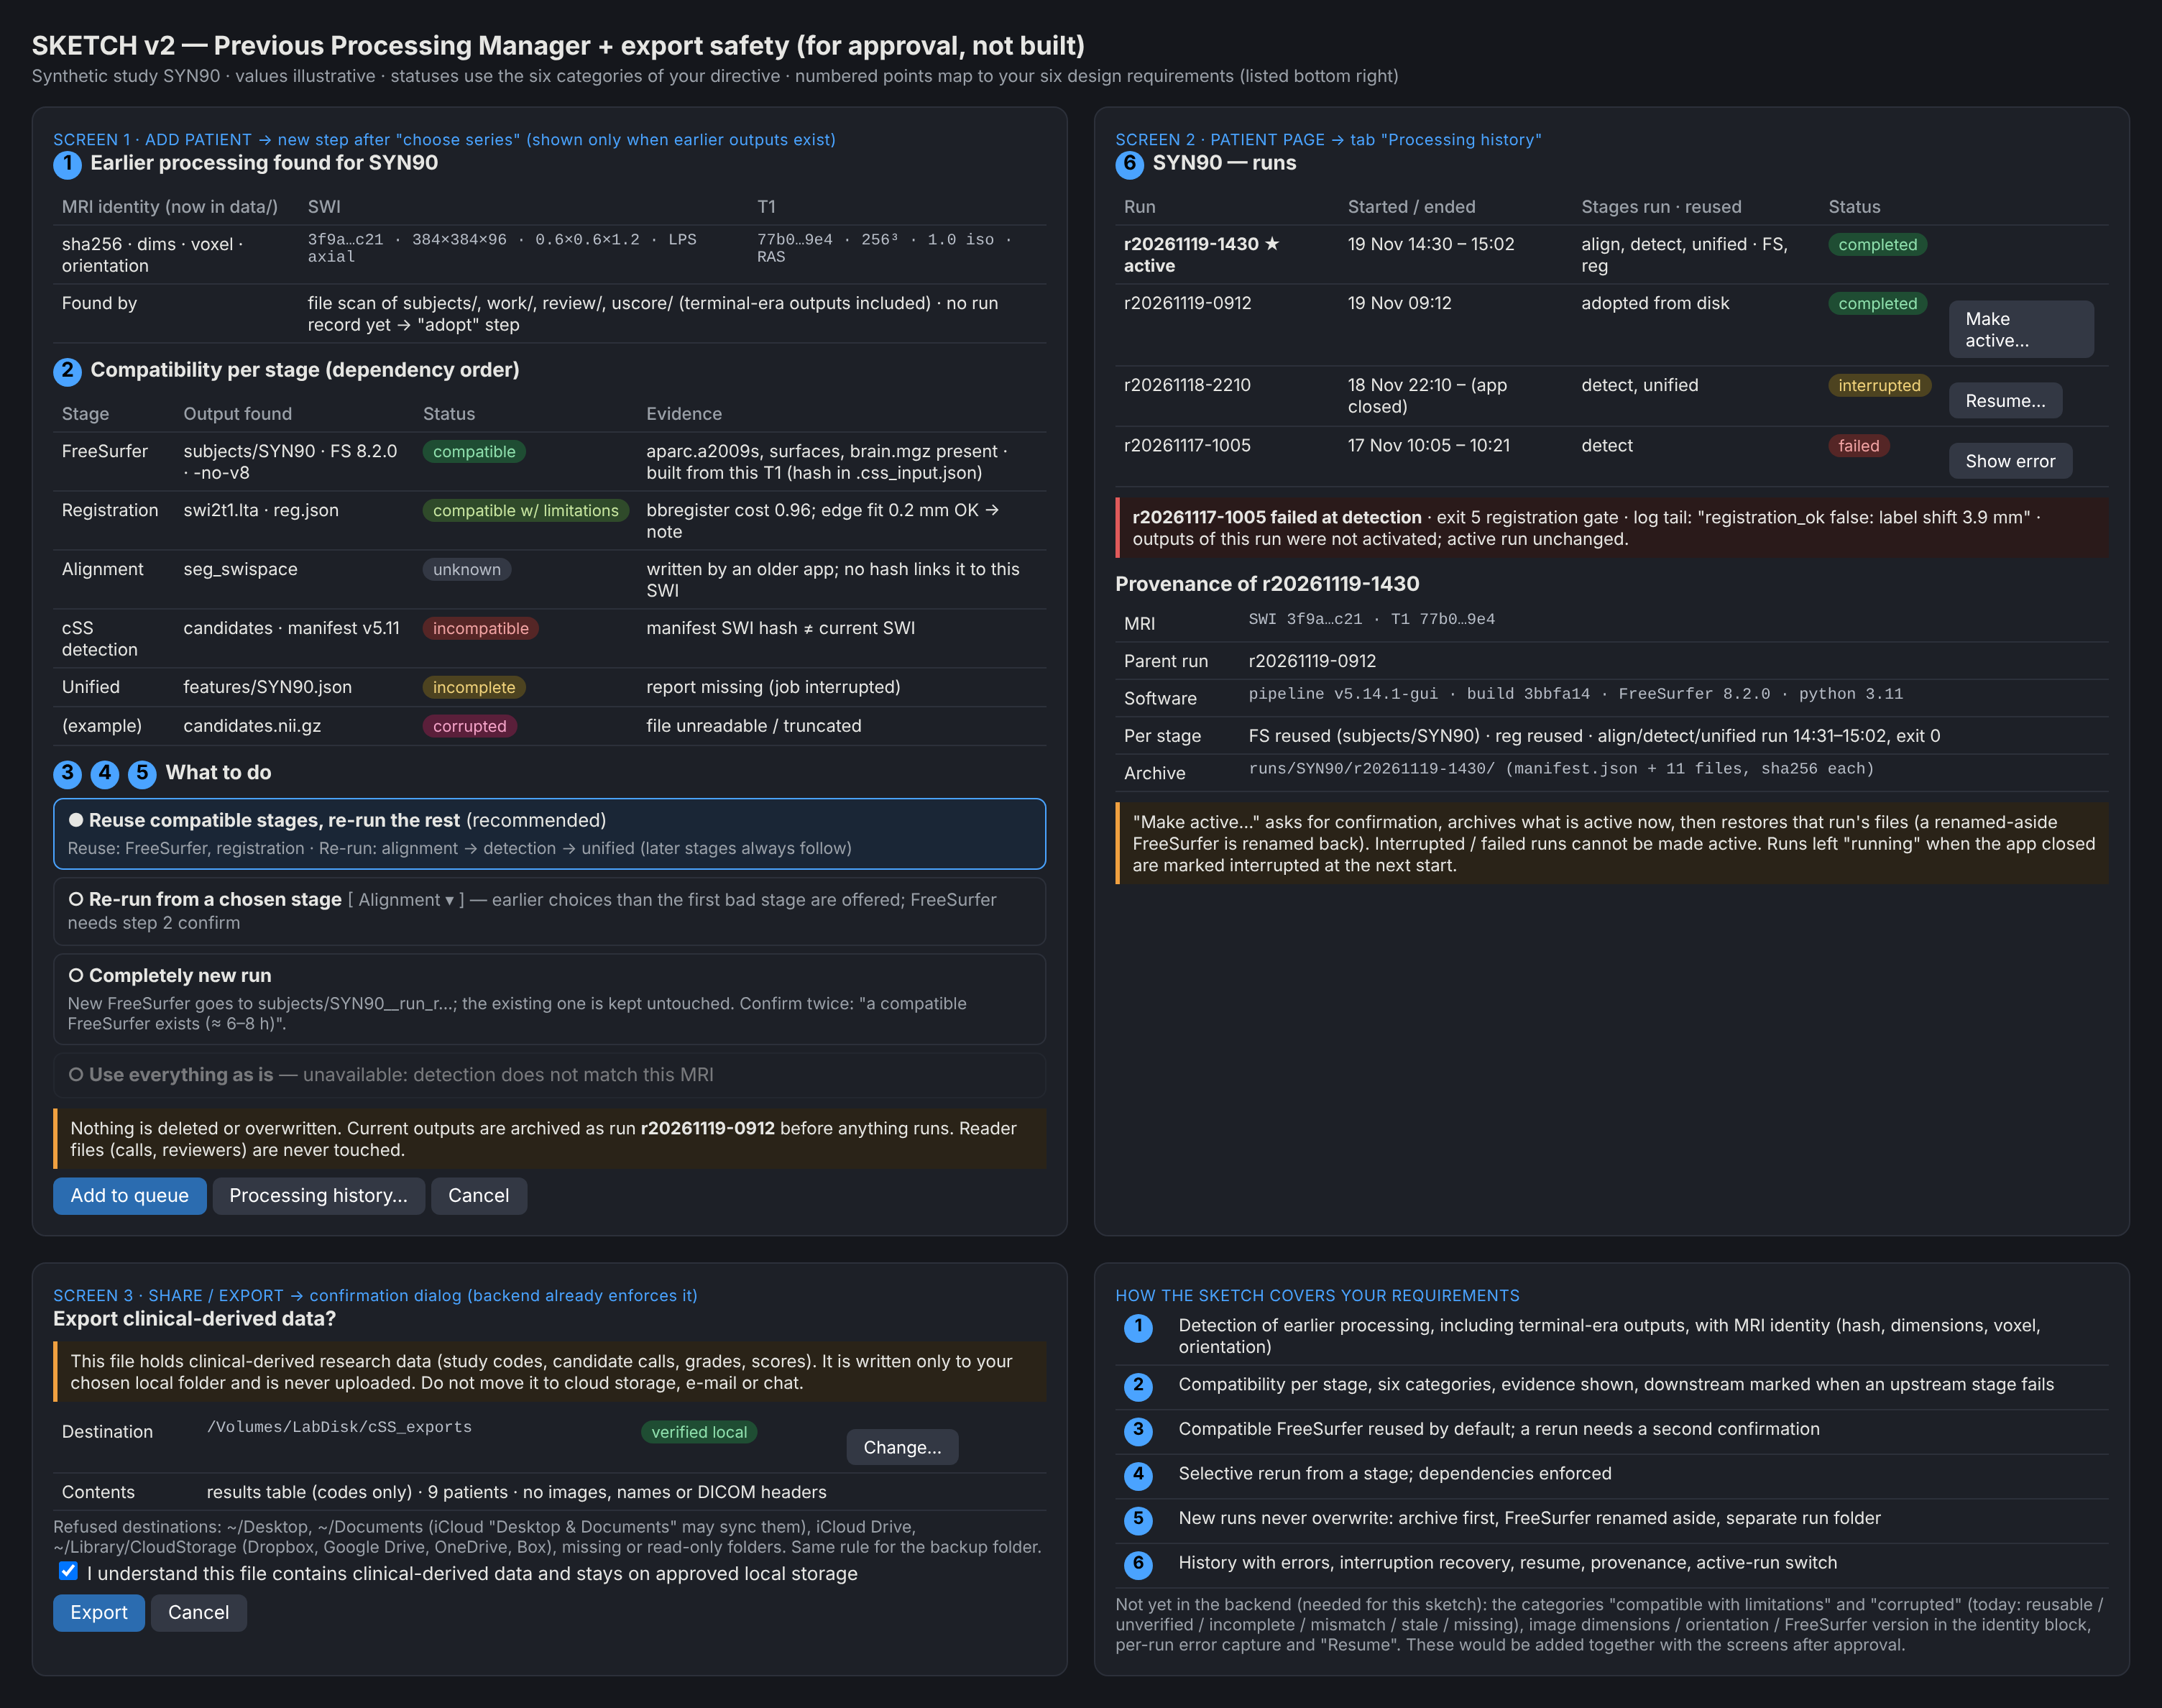 SKETCH v2 — Previous Processing Manager + export safety (for approval, not built)
Synthetic study SYN90 · values illustrative · statuses use the six categories of your directive · numbered points map to your six design requirements (listed bottom right)
SCREEN 1 · ADD PATIENT → new step after "choose series" (shown only when earlier outputs exist)
1 Earlier processing found for SYN90
MRI identity (now in data/) SWI T1
sha256 · dims · voxel · orientation 3f9a…c21 · 384×384×96 · 0.6×0.6×1.2 · LPS axial 77b0…9e4 · 256³ · 1.0 iso · RAS
Found by file scan of subjects/, work/, review/, uscore/ (terminal-era outputs included) · no run record yet → "adopt" step
2 Compatibility per stage (dependency order)
Stage Output found Status Evidence
FreeSurfer subjects/SYN90 · FS 8.2.0 · -no-v8 compatible aparc.a2009s, surfaces, brain.mgz present · built from this T1 (hash in .css_input.json)
Registration swi2t1.lta · reg.json compatible w/ limitations bbregister cost 0.96; edge fit 0.2 mm OK → note
Alignment seg_swispace unknown written by an older app; no hash links it to this SWI
cSS detection candidates · manifest v5.11 incompatible manifest SWI hash ≠ current SWI
Unified features/SYN90.json incomplete report missing (job interrupted)
(example) candidates.nii.gz corrupted file unreadable / truncated
3 4 5 What to do
Reuse compatible stages, re-run the rest (recommended)
Reuse: FreeSurfer, registration · Re-run: alignment → detection → unified (later stages always follow)
Re-run from a chosen stage [ Alignment ▾ ] — earlier choices than the first bad stage are offered; FreeSurfer
needs step 2 confirm
Completely new run
New FreeSurfer goes to subjects/SYN90__run_r...; the existing one is kept untouched. Confirm twice: "a compatible
FreeSurfer exists (≈ 6–8 h)".
Use everything as is — unavailable: detection does not match this MRI
Nothing is deleted or overwritten. Current outputs are archived as run r20261119-0912 before anything runs. Reader
files (calls, reviewers) are never touched.
Add to queue Processing history... Cancel
SCREEN 2 · PATIENT PAGE → tab "Processing history"
6 SYN90 — runs
Run Started / ended Stages run · reused Status
r20261119-1430 ★ active 19 Nov 14:30 – 15:02 align, detect, unified · FS, reg completed
r20261119-0912 19 Nov 09:12 adopted from disk completed Make active...
r20261118-2210 18 Nov 22:10 – (app closed) detect, unified interrupted Resume...
r20261117-1005 17 Nov 10:05 – 10:21 detect failed Show error
r20261117-1005 failed at detection · exit 5 registration gate · log tail: "registration_ok false: label shift 3.9 mm" ·
outputs of this run were not activated; active run unchanged.
Provenance of r20261119-1430
MRI SWI 3f9a…c21 · T1 77b0…9e4
Parent run r20261119-0912
Software pipeline v5.14.1-gui · build 3bbfa14 · FreeSurfer 8.2.0 · python 3.11
Per stage FS reused (subjects/SYN90) · reg reused · align/detect/unified run 14:31–15:02, exit 0
Archive runs/SYN90/r20261119-1430/ (manifest.json + 11 files, sha256 each)
"Make active..." asks for confirmation, archives what is active now, then restores that run's files (a renamed-aside
FreeSurfer is renamed back). Interrupted / failed runs cannot be made active. Runs left "running" when the app closed
are marked interrupted at the next start.
SCREEN 3 · SHARE / EXPORT → confirmation dialog (backend already enforces it)
Export clinical-derived data?
This file holds clinical-derived research data (study codes, candidate calls, grades, scores). It is written only to your
chosen local folder and is never uploaded. Do not move it to cloud storage, e-mail or chat.
Destination /Volumes/LabDisk/cSS_exports verified local Change...
Contents results table (codes only) · 9 patients · no images, names or DICOM headers
Refused destinations: ~/Desktop, ~/Documents (iCloud "Desktop & Documents" may sync them), iCloud Drive,
~/Library/CloudStorage (Dropbox, Google Drive, OneDrive, Box), missing or read-only folders. Same rule for the backup folder.
I understand this file contains clinical-derived data and stays on approved local storage
Export Cancel
HOW THE SKETCH COVERS YOUR REQUIREMENTS
1 Detection of earlier processing, including terminal-era outputs, with MRI identity (hash, dimensions, voxel,
orientation)
2 Compatibility per stage, six categories, evidence shown, downstream marked when an upstream stage fails
3 Compatible FreeSurfer reused by default; a rerun needs a second confirmation
4 Selective rerun from a stage; dependencies enforced
5 New runs never overwrite: archive first, FreeSurfer renamed aside, separate run folder
6 History with errors, interruption recovery, resume, provenance, active-run switch
Not yet in the backend (needed for this sketch): the categories "compatible with limitations" and "corrupted" (today: reusable /
unverified / incomplete / mismatch / stale / missing), image dimensions / orientation / FreeSurfer version in the identity block,
per-run error capture and "Resume". These would be added together with the screens after approval.